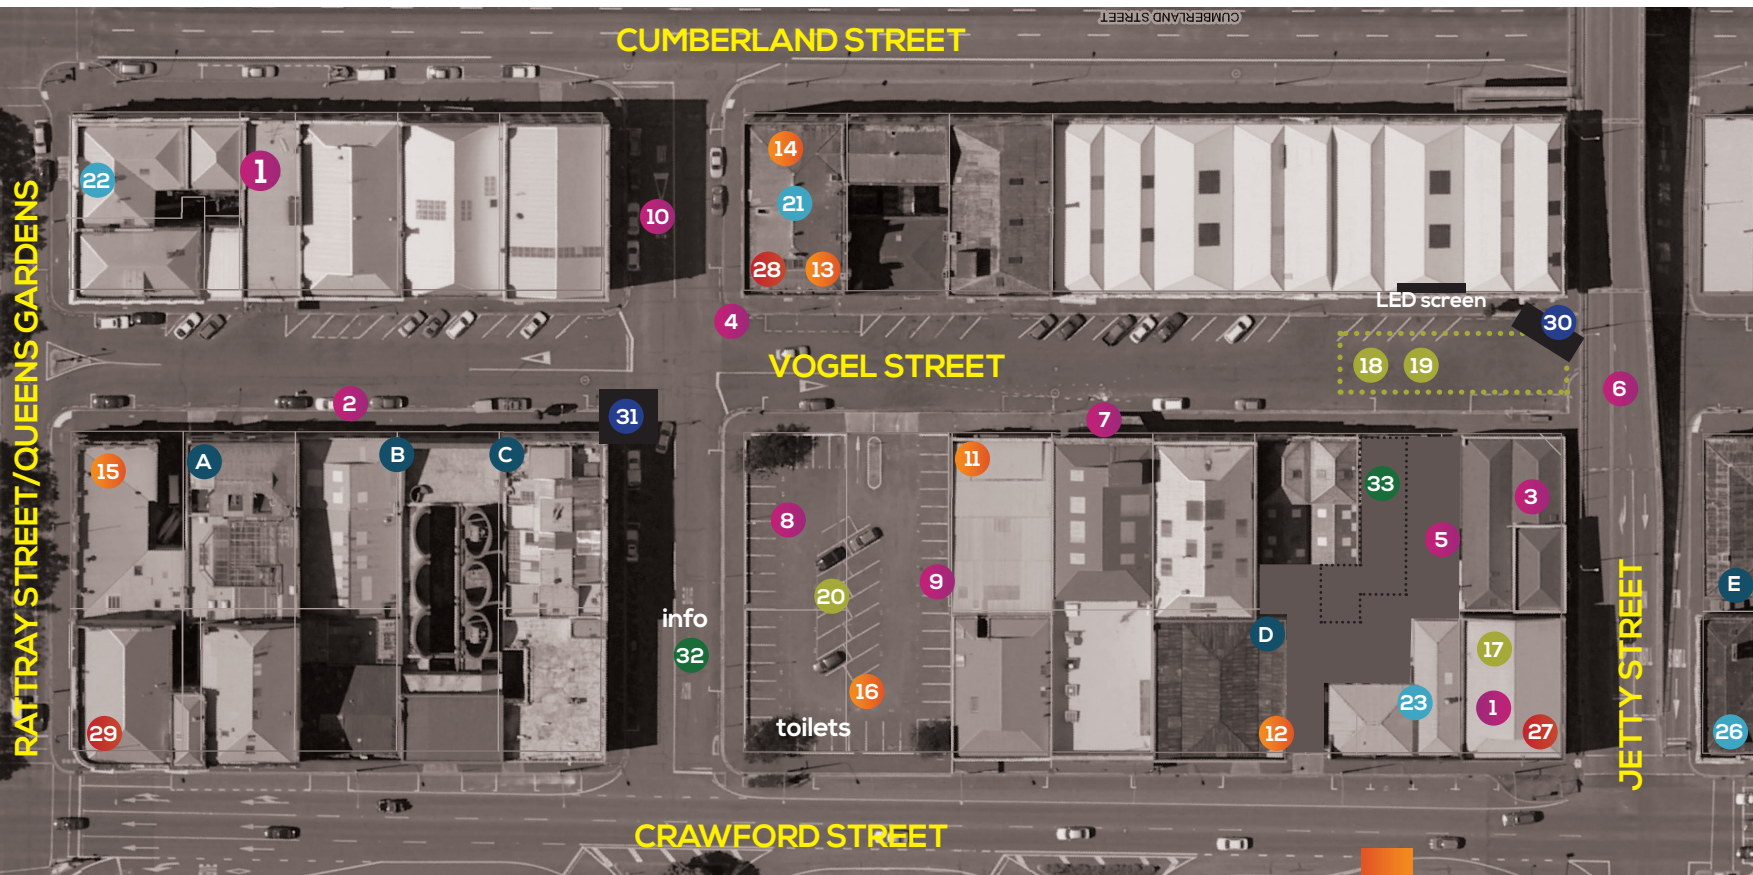 CUMBERLAND STREET
CUMBERLAND STREET
14
22
1
21
10
28
13
LED screen
4
30
VOGEL STREET
18
19
6
2
31
7
RATTRAY STREET/QUEENS GARDENS
15
A
B
C
11
33
3
8
5
9
20
E
info
D
32
17
16
23
1
toilets
29
12
27
26
JETTY STREET
CRAWFORD STREET